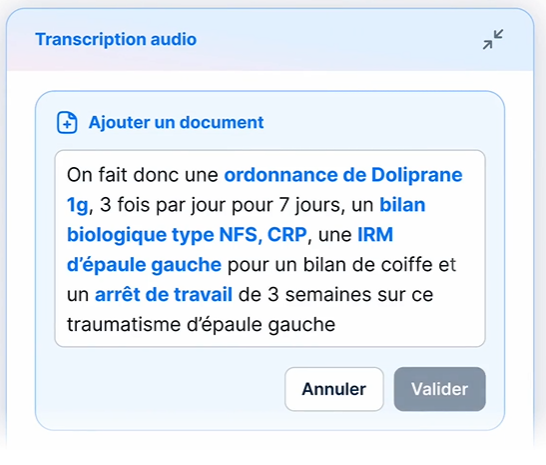 Transcription audio
Ajouter un document
On fait donc une ordonnance de Doliprane
1g, 3 fois par jour pour 7 jours, un bilan
biologique type NFS, CRP, une IRM
d’épaule gauche pour un bilan de coiffe et
un arrêt de travail de 3 semaines sur ce
traumatisme d’épaule gauche
Annuler
Valider